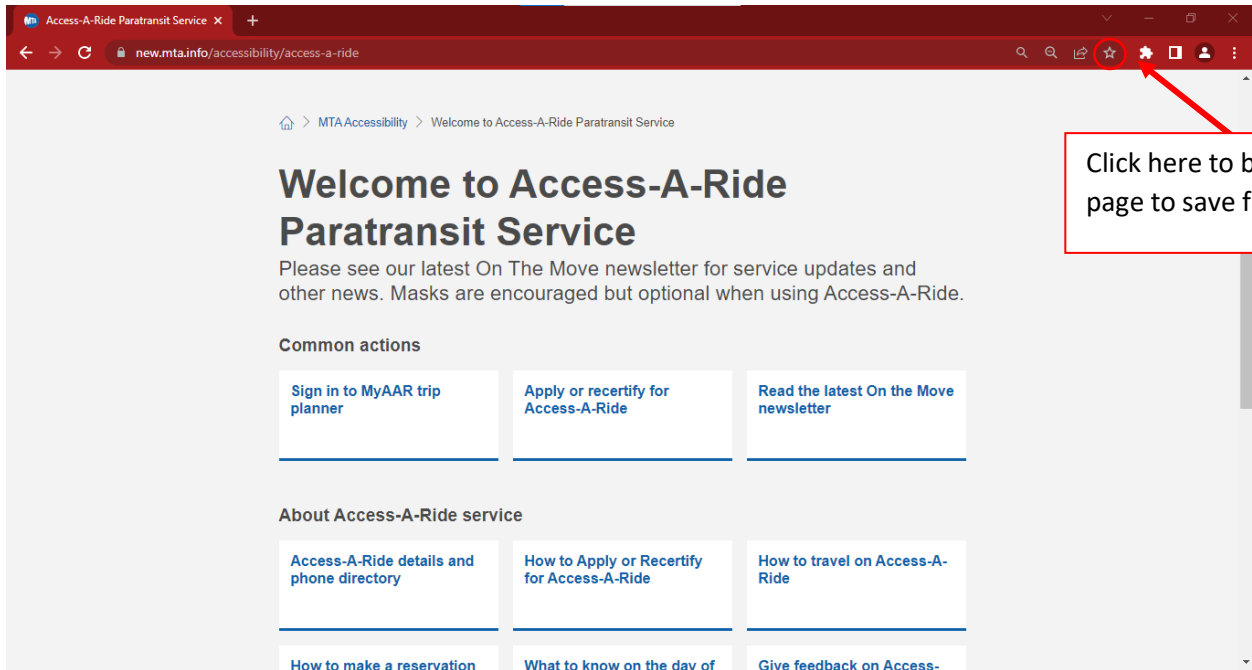 Access-A-Ride Paratransit Service
new.mta.info/accessibility/access-a-ride
MTA Accessibility > Welcome to Access-A-Ride Paratransit Service
Click here to b
page to save f
Welcome to Access-A-Ride
Paratransit Service
Please see our latest On The Move newsletter for service updates and
other news. Masks are encouraged but optional when using Access-A-Ride.
Common actions
Sign in to MyAAR trip
planner
Apply or recertify for
Access-A-Ride
Read the latest On the Move
newsletter
About Access-A-Ride service
Access-A-Ride details and
phone directory
How to Apply or Recertify
for Access-A-Ride
How to travel on Access-A-
Ride
How to make a reservation
What to know on the day of
Give feedback on Access-